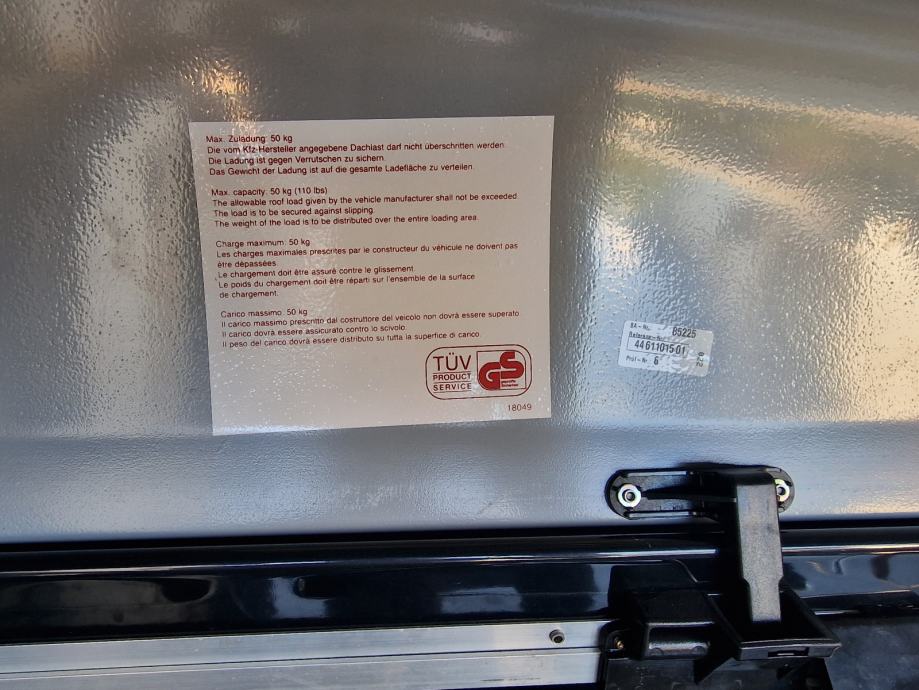 Max. Zuladung: 50 kg
Die vom Kfz-Hersteller angegebene Dachlast darf nicht überschritten werden.
Die Ladung ist gegen Verrutschen zu sichern.
Das Gewicht der Ladung ist auf die gesamte Ladefläche zu verteilen.
Max. capacity: 50 kg (110 lbs)
The allowable roof load given by the vehicle manufacturer shall not be exceeded.
The load is to be secured against slipping.
The weight of the load is to be distributed over the entire loading area.
Charge maximum: 50 kg
Les charges maximales prescrites par le constructeur du véhicule ne doivent pas
être dépassées.
Le chargement doit être assuré contre le glissement.
Le poids du chargement doit être réparti sur l'ensemble de la surface
de chargement.
Carico massimo: 50 kg
Il carico massimo prescritto dal costruttore del veicolo non dovrà essere superato.
Il carico dovrà essere assicurato contro lo scivolo.
Il peso del carico dovrà essere distributo su tutta la superfice di carico.
TÜV
PRODUCT
SERVICE
GS
geprüfte
Sicherheit
18049
BA-Nr. 85225
4461101501
Prüf-Nr. 6